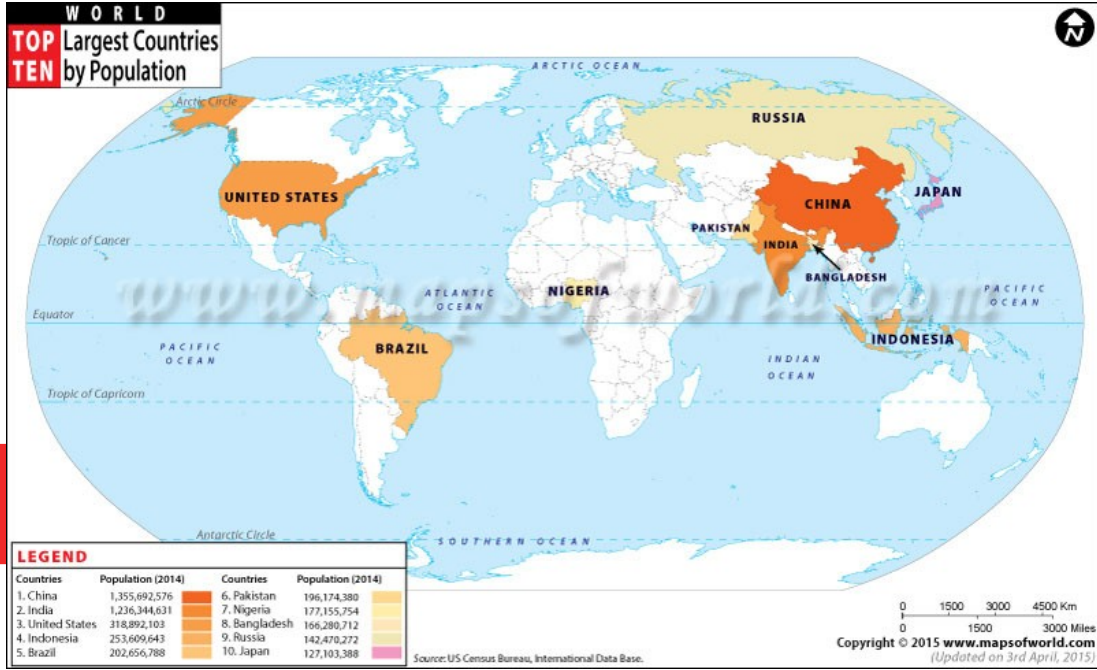 WORLD
TOP TEN Largest Countries
by Population
N
ARCTIC OCEAN
Arctic Circle
RUSSIA
UNITED STATES
CHINA
JAPAN
PAKISTAN
INDIA
Tropic of Cancer
BANGLADESH
NIGERIA
ATLANTIC
OCEAN
PACIFIC
OCEAN
www.mapsofworld.com
Equator
INDONESIA
BRAZIL
PACIFIC
OCEAN
INDIAN
OCEAN
Tropic of Capricorn
Antarctic Circle
SOUTHERN OCEAN
LEGEND
Countries Population (2014) Countries Population (2014)
1. China 1,355,692,576 6. Pakistan 196,174,380
2. India 1,236,344,631 7. Nigeria 177,155,754
3. United States 318,892,103 8. Bangladesh 166,280,712
4. Indonesia 253,609,643 9. Russia 142,470,272
5. Brazil 202,656,788 10. Japan 127,103,388
Source: US Census Bureau, International Data Base.
0 1500 3000 4500 Km
0 1500 3000 Miles
Copyright © 2015 www.mapsofworld.com
(Updated on 3rd April, 2015)